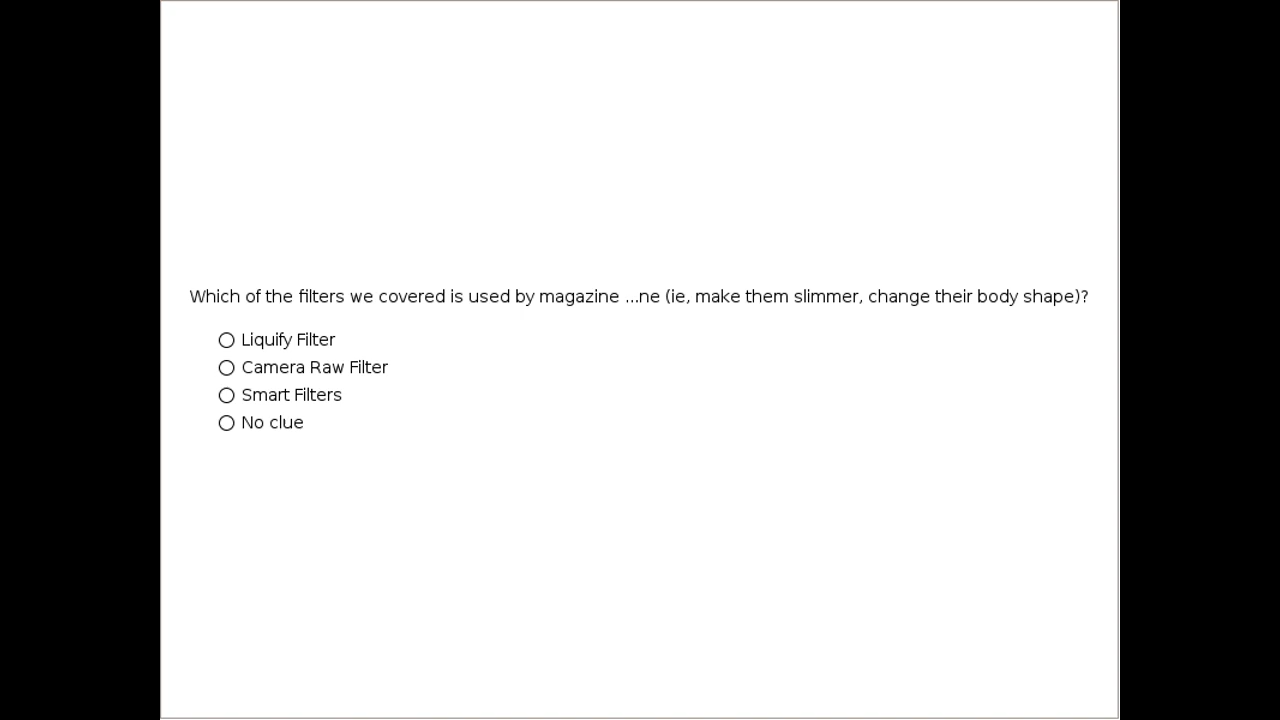 Which of the filters we covered is used by magazine ...ne (ie, make them slimmer, change their body shape)?
Liquify Filter
Camera Raw Filter
Smart Filters
No clue